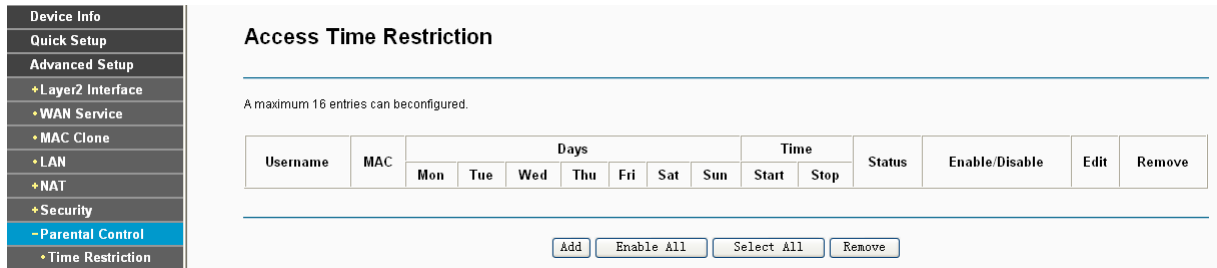 Device Info
Quick Setup
Advanced Setup
+Layer2 Interface
•WAN Service
•MAC Clone
•LAN
+NAT
+Security
-Parental Control
•Time Restriction
Access Time Restriction
A maximum 16 entries can beconfigured.
Username MAC Days Time Status Enable/Disable Edit Remove
Mon Tue Wed Thu Fri Sat Sun Start Stop
Add Enable All Select All Remove